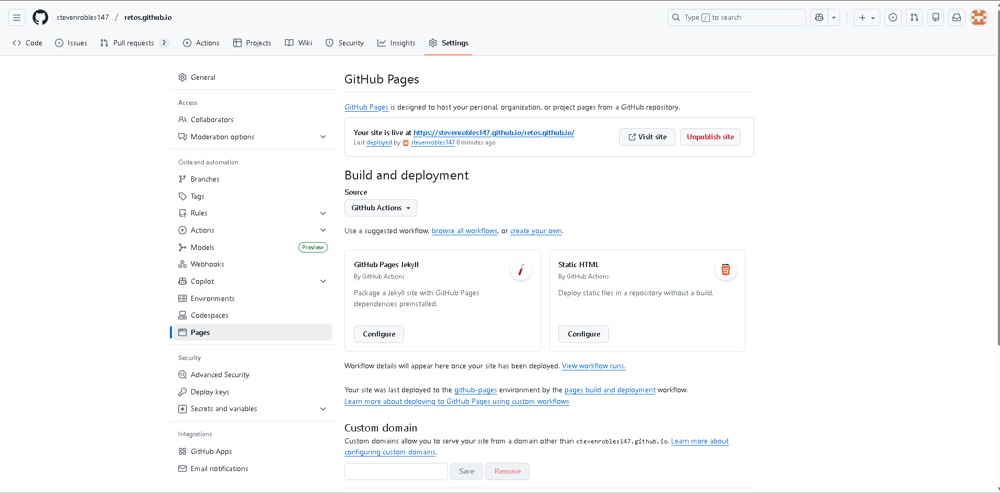 stevenrobles147 / retos.github.io
Type / to search
Code
Issues
Pull requests 2
Actions
Projects
Wiki
Security
Insights
Settings
General
Access
Collaborators
Moderation options
Code and automation
Branches
Tags
Rules
Actions
Models Preview
Webhooks
Copilot
Environments
Codespaces
Pages
Security
Advanced Security
Deploy keys
Secrets and variables
Integrations
GitHub Apps
Email notifications
GitHub Pages
GitHub Pages is designed to host your personal, organization, or project pages from a GitHub repository.
Your site is live at https://stevenrobles147.github.io/retos.github.io/
Last deployed by stevenrobles147 8 minutes ago
Visit site
Unpublish site
Build and deployment
Source
GitHub Actions
Use a suggested workflow, browse all workflows, or create your own.
GitHub Pages Jekyll
By GitHub Actions
Package a Jekyll site with GitHub Pages
dependencies preinstalled.
Configure
Static HTML
By GitHub Actions
HTML
5
Deploy static files in a repository without a build.
Configure
Workflow details will appear here once your site has been deployed. View workflow runs.
Your site was last deployed to the github-pages environment by the pages build and deployment workflow.
Learn more about deploying to GitHub Pages using custom workflows
Custom domain
Custom domains allow you to serve your site from a domain other than stevenrobles147.github.io. Learn more about
configuring custom domains.
Save
Remove